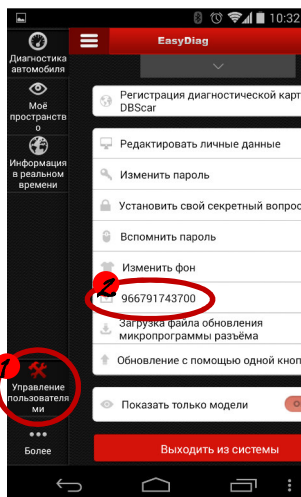 10:32
EasyDiag
Диагностика
автомобиля
Моё
пространств
о
Информация
в реальном
времени
Регистрация диагностической карт
DBScar
Редактировать личные данные
Изменить пароль
Установить свой секретный вопрос
Вспомнить пароль
Изменить фон
2
966791743700
Загрузка файла обновления
микропрограммы разъёма
Обновление с помощью одной кноп
1
Управление
пользователя
ми
Показать только модели
Более
Выходить из системы